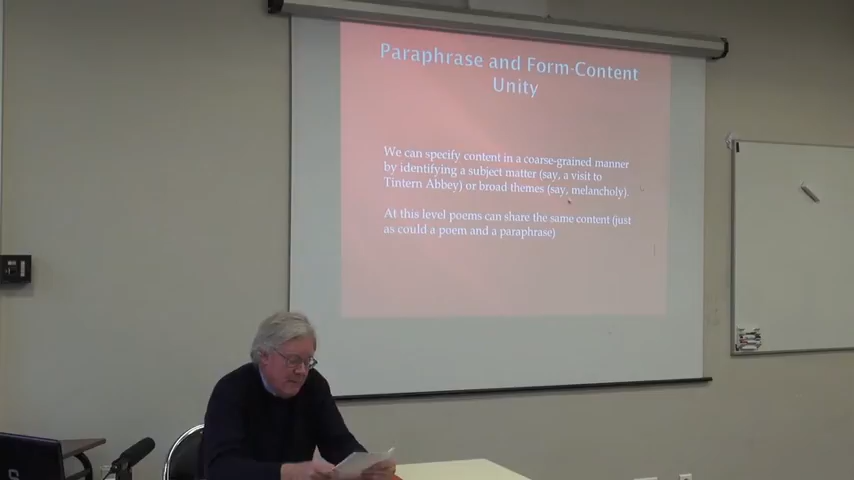 Paraphrase and Form-Content
Unity
We can specify content in a coarse-grained manner
by identifying a subject matter (say, a visit to
Tintern Abbey) or broad themes (say, melancholy).
At this level poems can share the same content (just
as could a poem and a paraphrase)